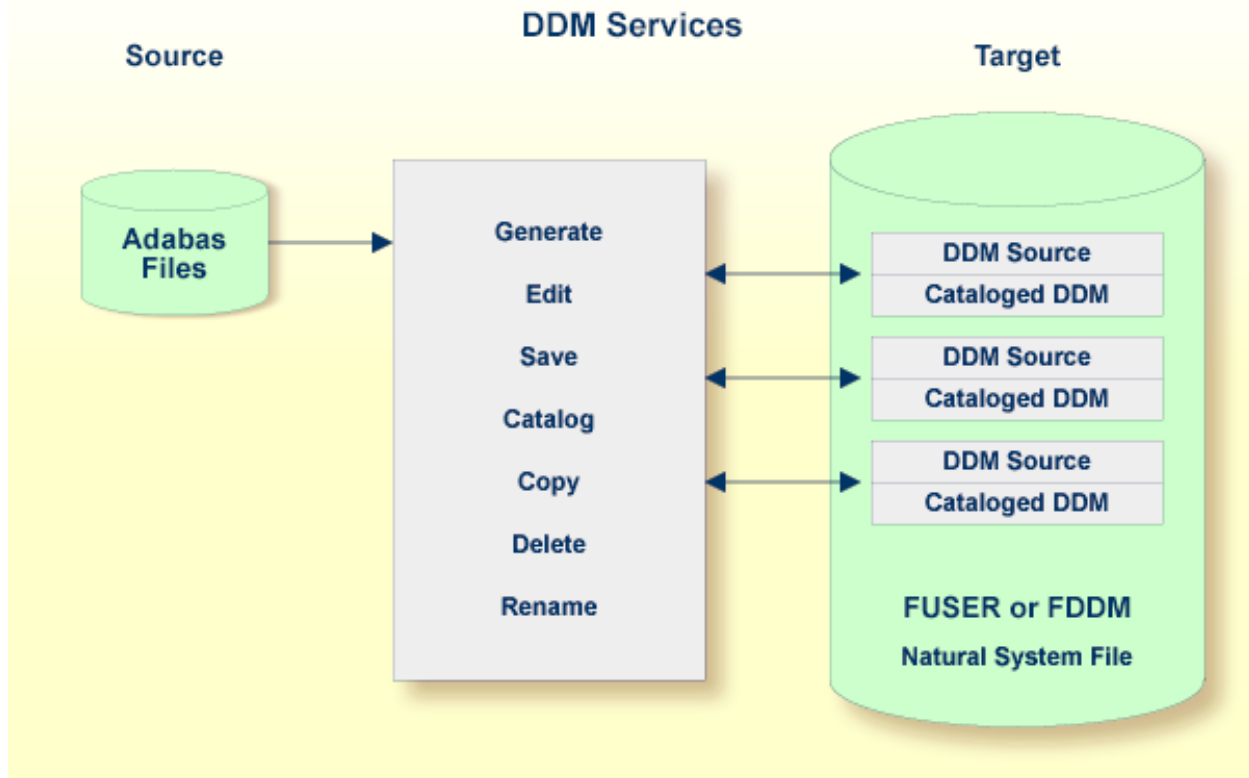 DDM Services
Source
Target
Adabas
Files
Generate
Edit
Save
Catalog
Copy
Delete
Rename
DDM Source
Cataloged DDM
DDM Source
Cataloged DDM
DDM Source
Cataloged DDM
FUSER or FDDM
Natural System File